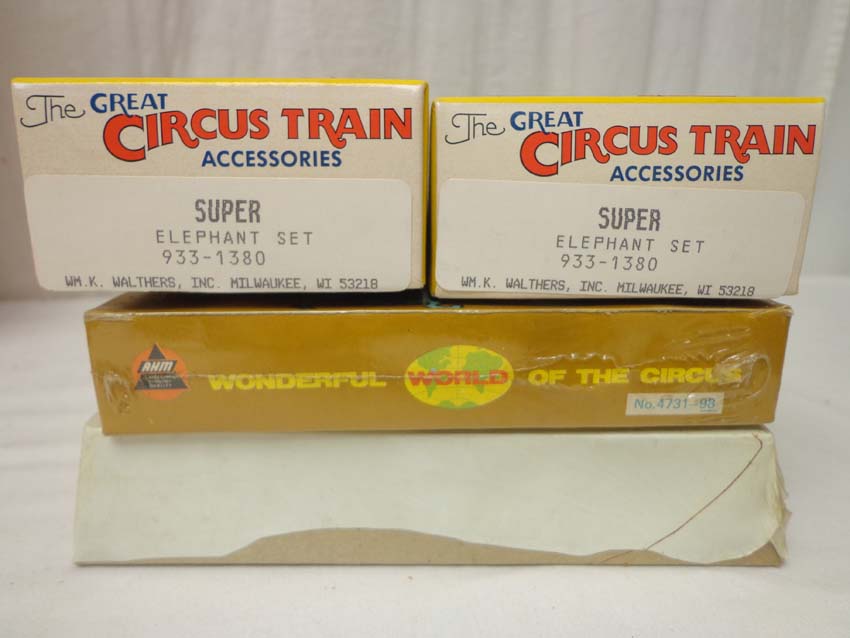 The GREAT
CIRCUS TRAIN
ACCESSORIES
SUPER
ELEPHANT SET
933-1380
WM.K. WALTHERS, INC. MILWAUKEE, WI 53218
The GREAT
CIRCUS TRAIN
ACCESSORIES
SUPER
ELEPHANT SET
933-1380
WM.K. WALTHERS, INC. MILWAUKEE, WI 53218
AHM
WONDERFUL WORLD OF THE CIRCUS
No. 4731-93